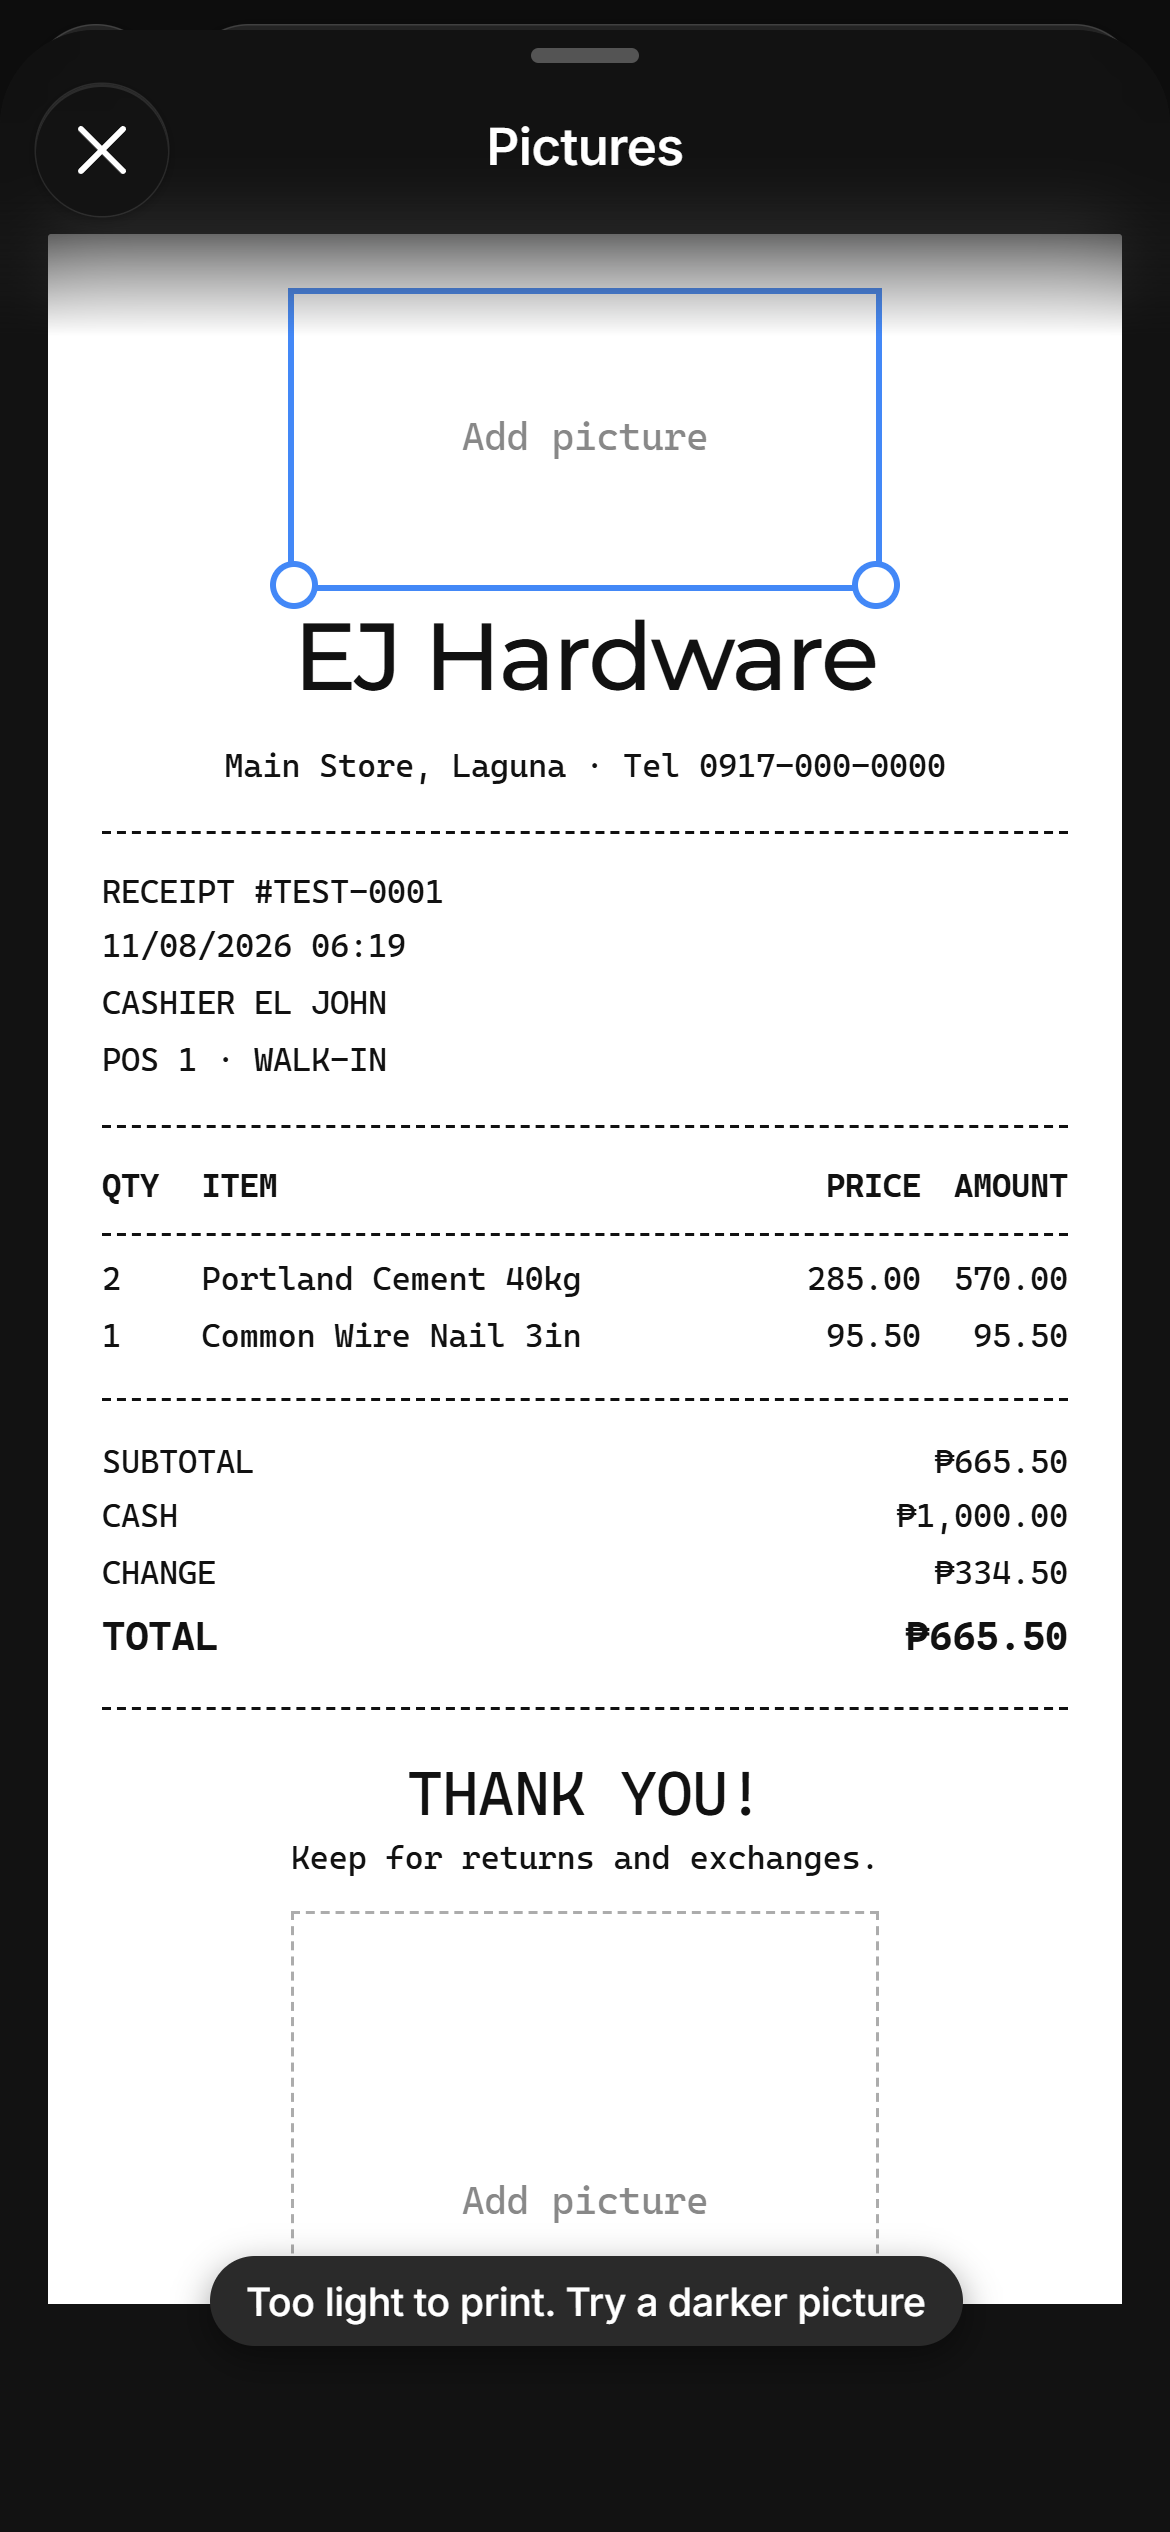 Pictures
Add picture
EJ Hardware
Main Store, Laguna · Tel 0917-000-0000
RECEIPT #TEST-0001
11/08/2026 06:19
CASHIER EL JOHN
POS 1 · WALK-IN
QTY ITEM PRICE AMOUNT
2 Portland Cement 40kg 285.00 570.00
1 Common Wire Nail 3in 95.50 95.50
SUBTOTAL ₱665.50
CASH ₱1,000.00
CHANGE ₱334.50
TOTAL ₱665.50
THANK YOU!
Keep for returns and exchanges.
Add picture
Too light to print. Try a darker picture